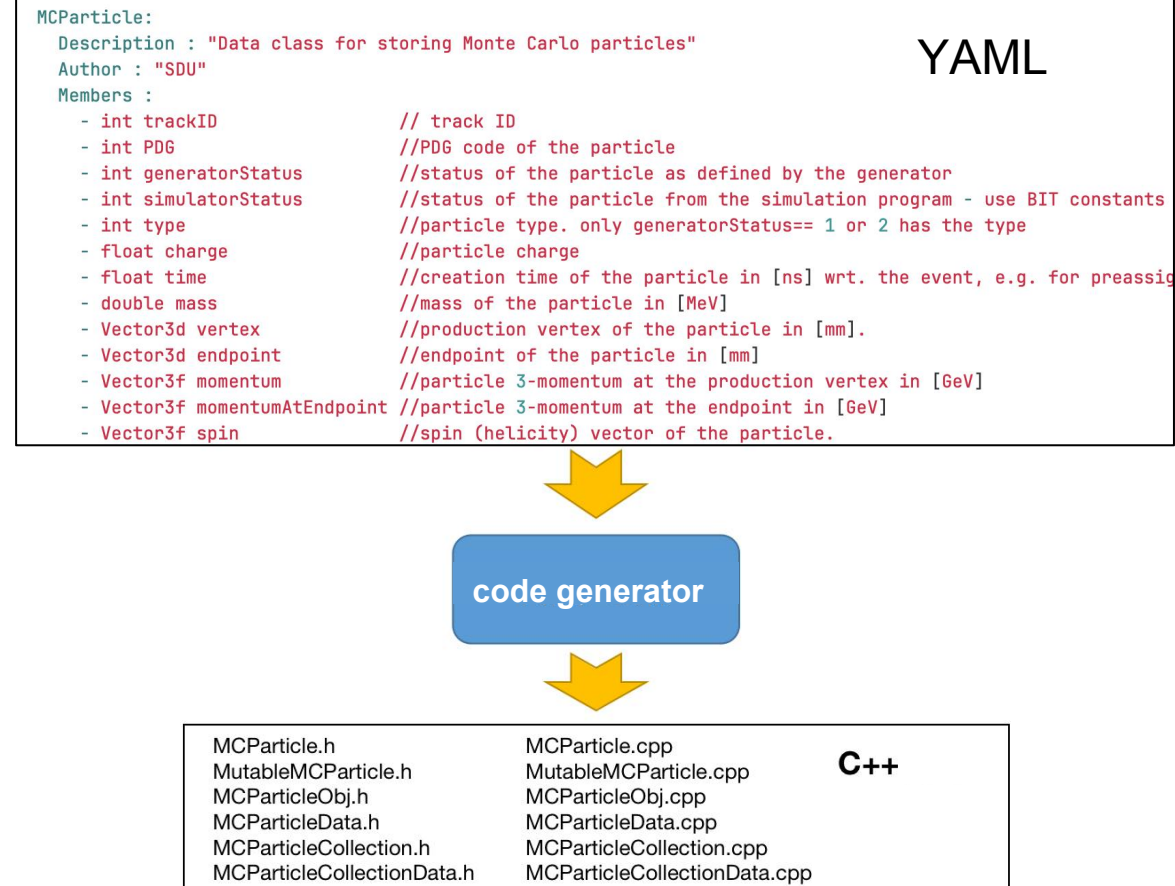 MCParticle:
Description : "Data class for storing Monte Carlo particles"
YAML
Author : "SDU"
Members :
- int trackID // track ID
- int PDG //PDG code of the particle
- int generatorStatus //status of the particle as defined by the generator
- int simulatorStatus //status of the particle from the simulation program - use BIT constants
- int type //particle type. only generatorStatus== 1 or 2 has the type
- float charge //particle charge
- float time //creation time of the particle in [ns] wrt. the event, e.g. for preassig
- double mass //mass of the particle in [MeV]
- Vector3d vertex //production vertex of the particle in [mm].
- Vector3d endpoint //endpoint of the particle in [mm]
- Vector3f momentum //particle 3-momentum at the production vertex in [GeV]
- Vector3f momentumAtEndpoint //particle 3-momentum at the endpoint in [GeV]
- Vector3f spin //spin (helicity) vector of the particle.
code generator
MCParticle.h MCParticle.cpp
C++
MutableMCParticle.h MutableMCParticle.cpp
MCParticleObj.h MCParticleObj.cpp
MCParticleData.h MCParticleData.cpp
MCParticleCollection.h MCParticleCollection.cpp
MCParticleCollectionData.h MCParticleCollectionData.cpp